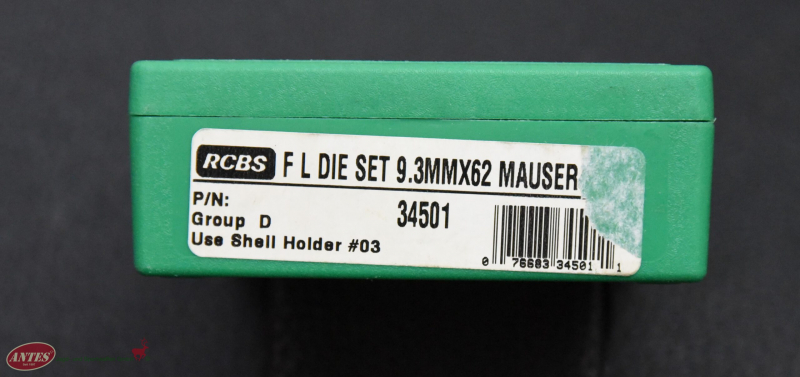 RCBS F L DIE SET 9.3MMX62 MAUSER
P/N: 34501
Group D
Use Shell Holder #03
0 76683 34501 1
ANTES